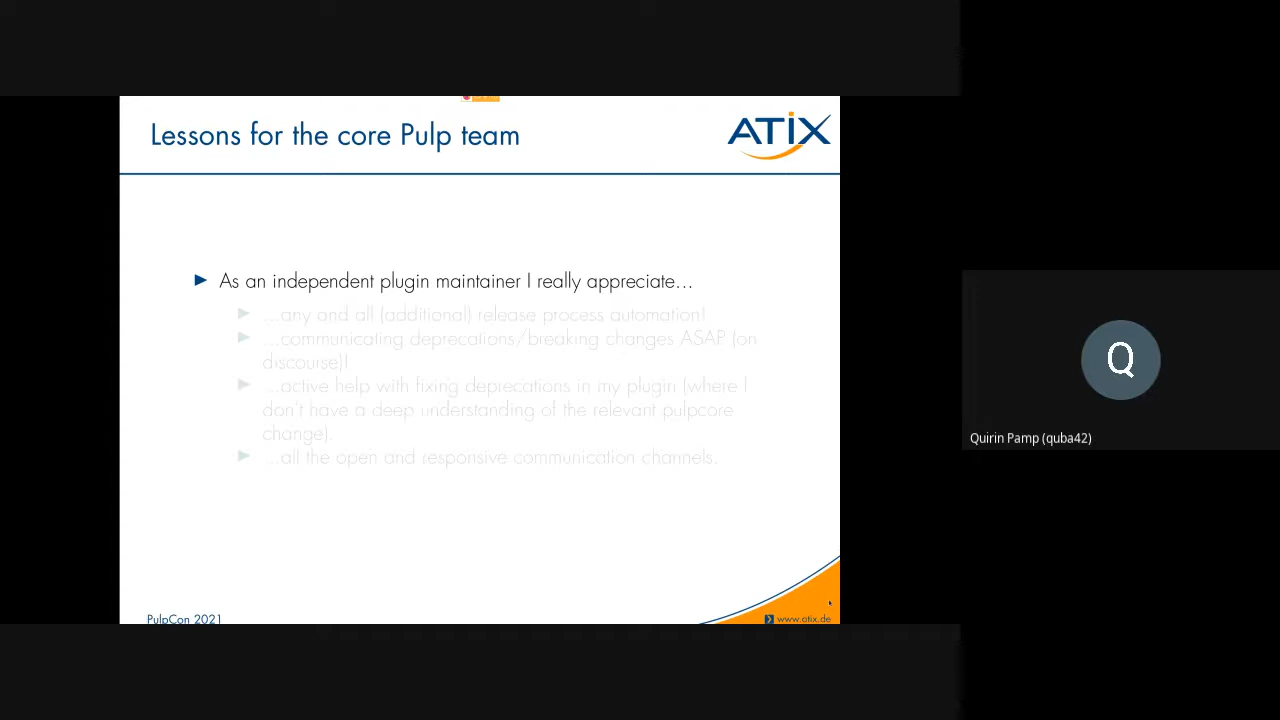 Lessons for the core Pulp team
ATIX
► As an independent plugin maintainer I really appreciate...
► ...any and all (additional) release process automation!
► ...communicating deprecations/breaking changes ASAP (on
discourse)!
► ...active help with fixing deprecations in my plugin (where I
don't have a deep understanding of the relevant pulpcore
change).
► ...all the open and responsive communication channels.
PulpCon 2021
www.atix.de
Q
Quirin Pamp (quba42)